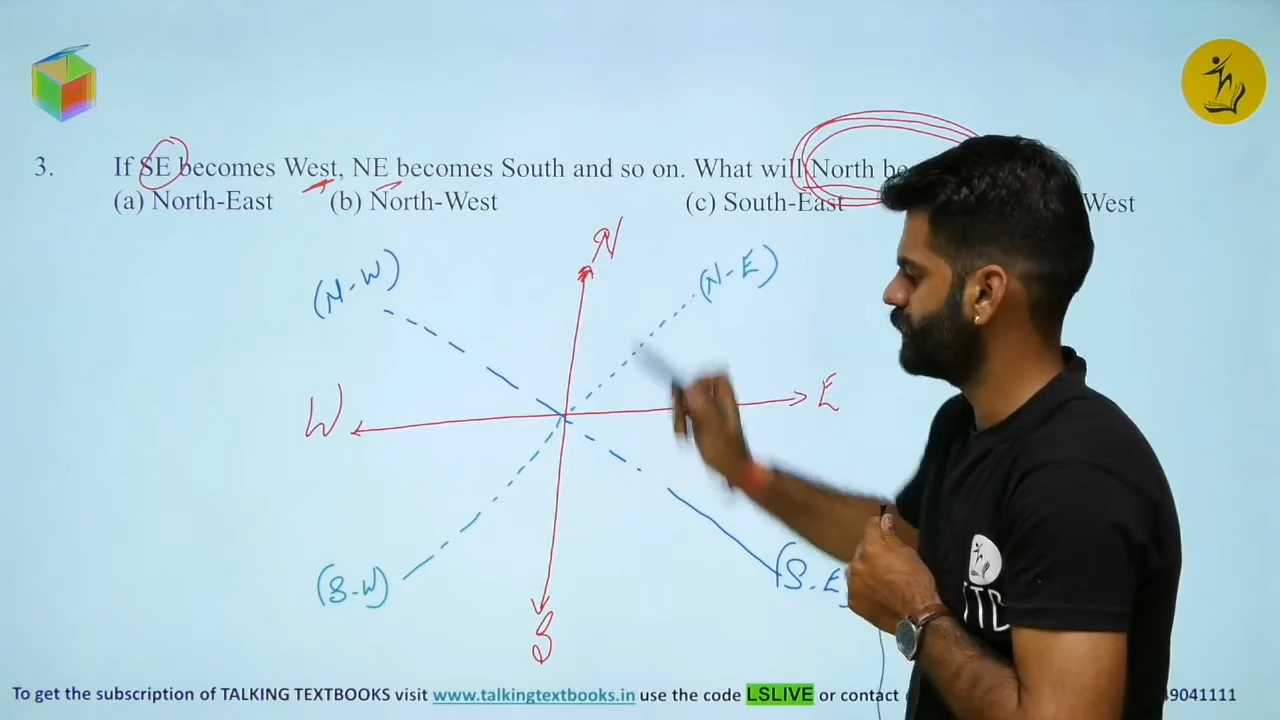 3. If SE becomes West, NE becomes South and so on. What will North be
(a) North-East (b) North-West (c) South-East West
N
(N-W)
(N-E)
W
E
(S-W)
(S-E)
S
TTC
To get the subscription of TALKING TEXTBOOKS visit www.talkingtextbooks.in use the code LSLIVE or contact 9041111